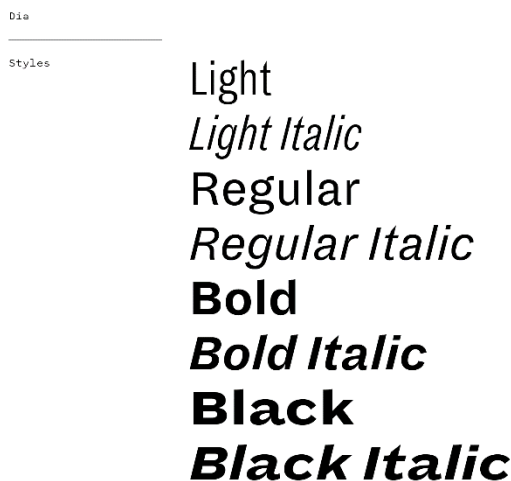 Dia
Styles
Light
Light Italic
Regular
Regular Italic
Bold
Bold Italic
Black
Black Italic